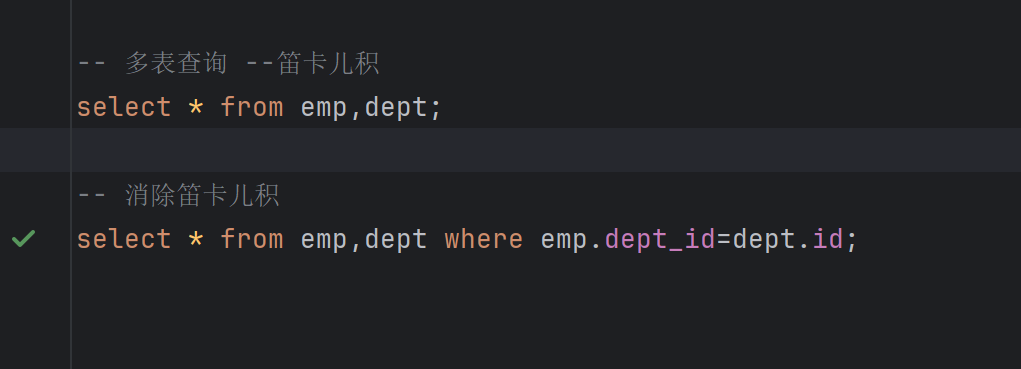 -- 多表查询 --笛卡儿积
select * from emp,dept;
-- 消除笛卡儿积
select * from emp,dept where emp.dept_id=dept.id;